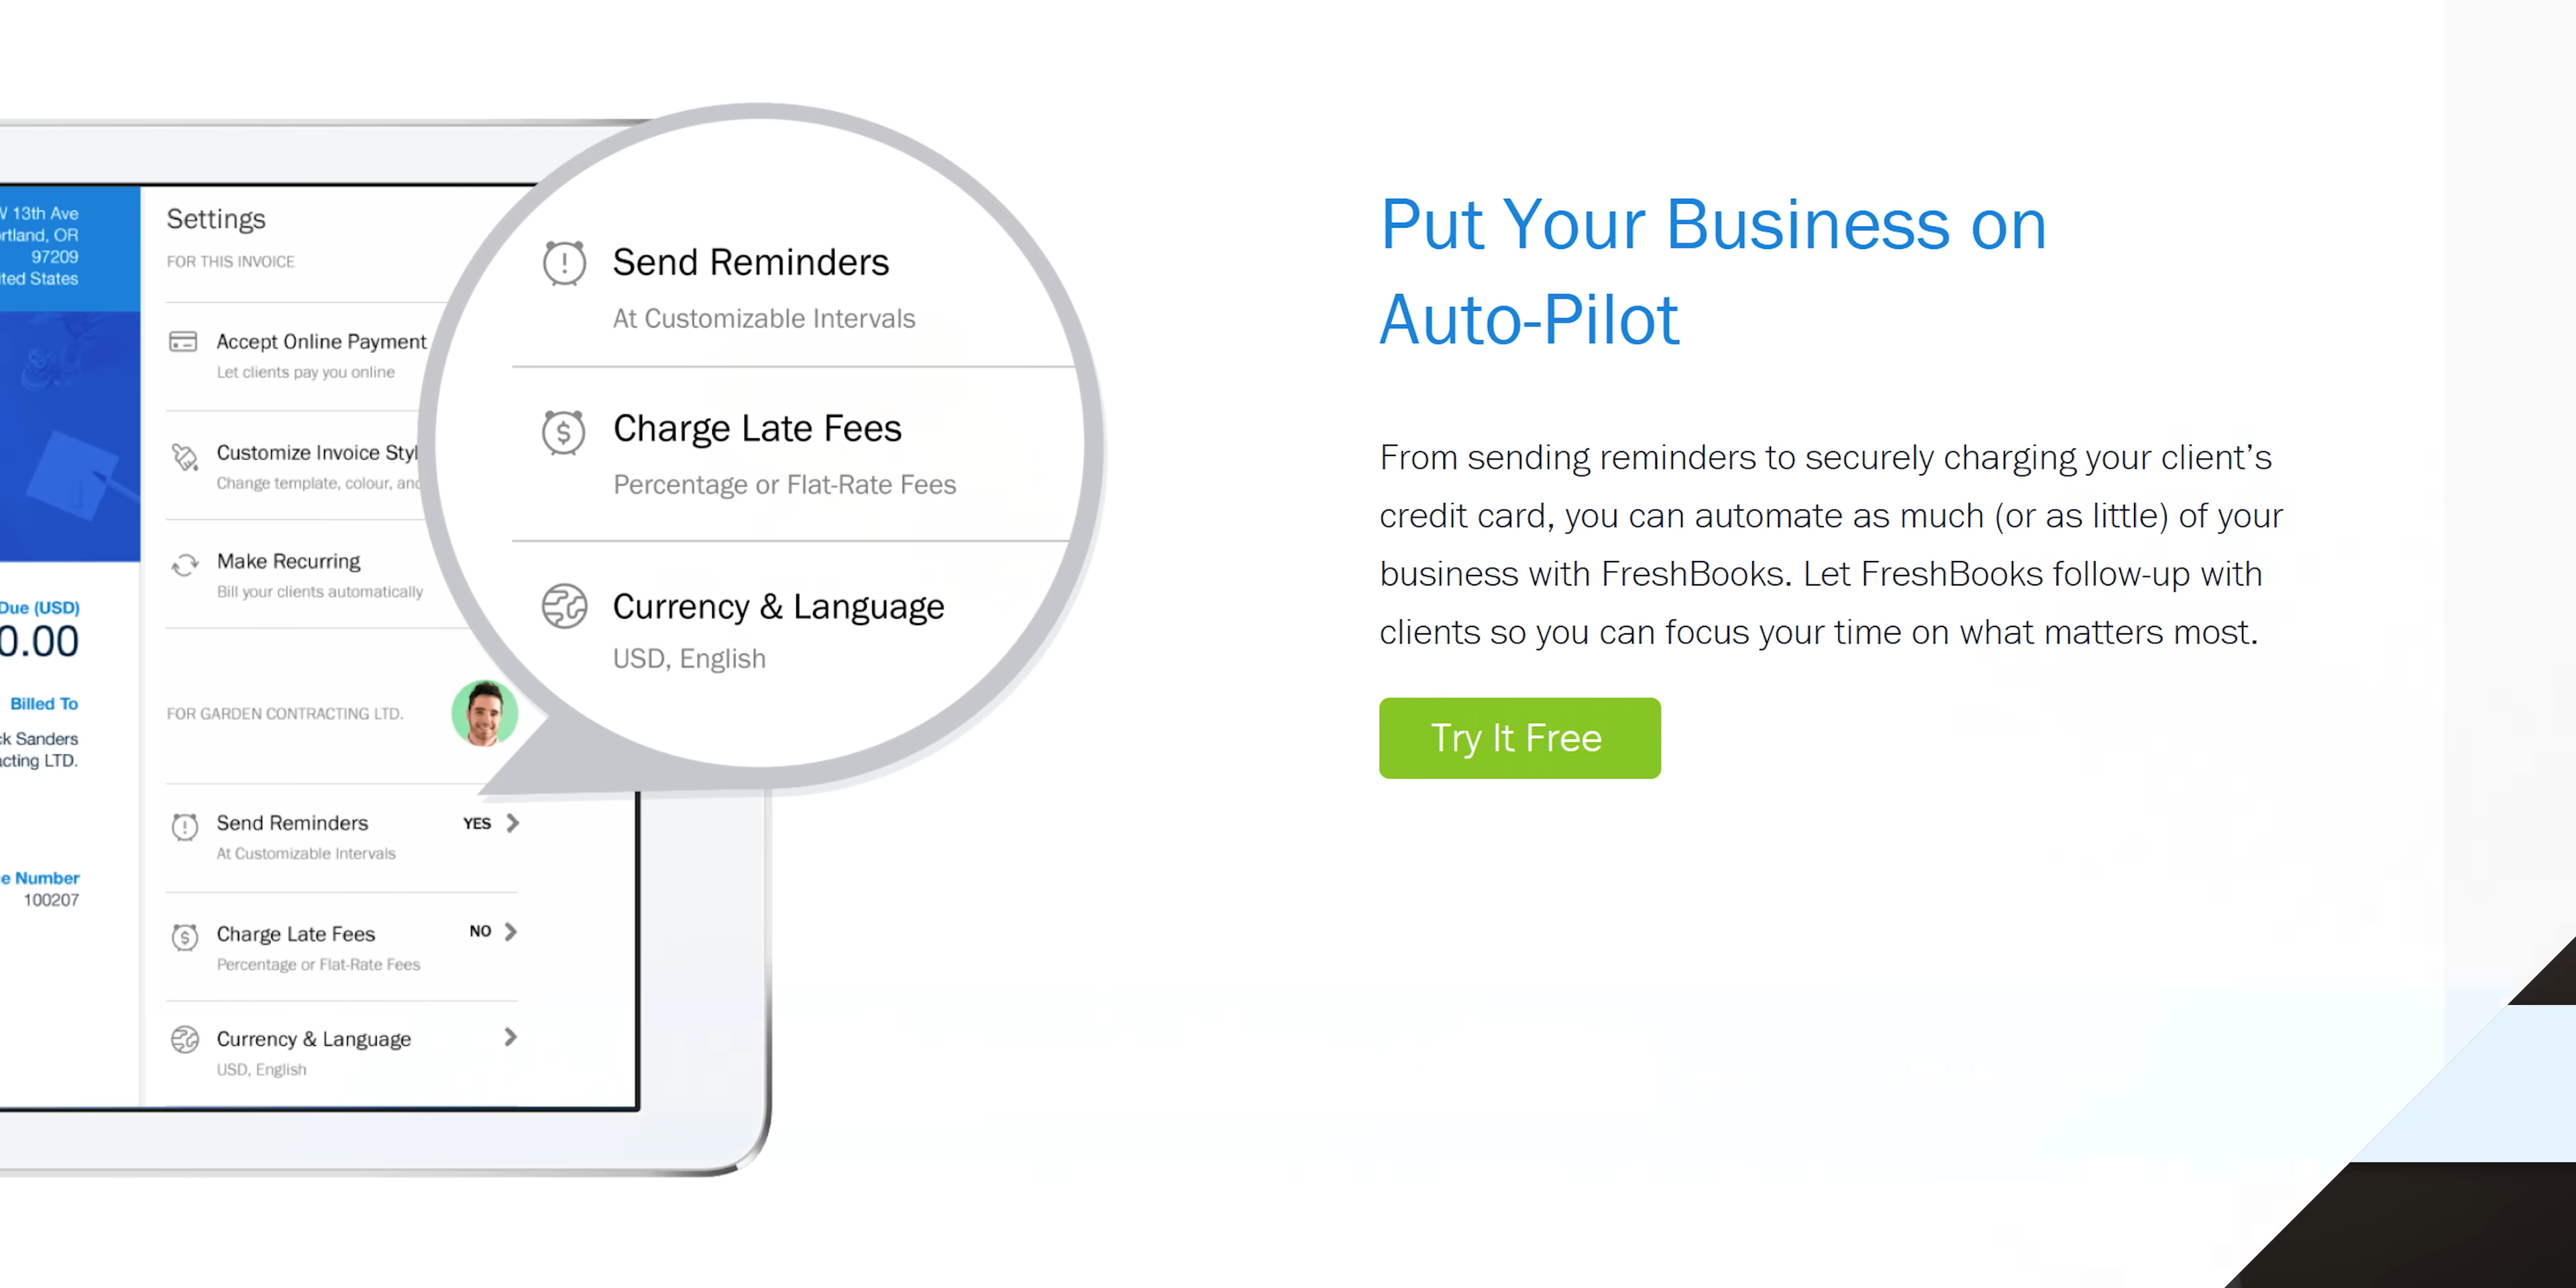 13th Ave
OR
97209
States
Due (USD)
0.00
Billed To
Sanders
LTD.
Number
100207
Settings
FOR THIS INVOICE
Accept Online Payment
Let clients pay you online
Customize Invoice
Change template, colour,
Make Recurring
Bill your clients automatically
FOR GARDEN CONTRACTING LTD.
Send Reminders
YES
At Customizable Intervals
Charge Late Fees
NO
Percentage or Flat-Rate Fees
Currency & Language
USD, English
Send Reminders
At Customizable Intervals
Charge Late Fees
Percentage or Flat-Rate Fees
Currency & Language
USD, English
Put Your Business on
Auto-Pilot
From sending reminders to securely charging your client’s
credit card, you can automate as much (or as little) of your
business with FreshBooks. Let FreshBooks follow-up with
clients so you can focus your time on what matters most.
Try It Free